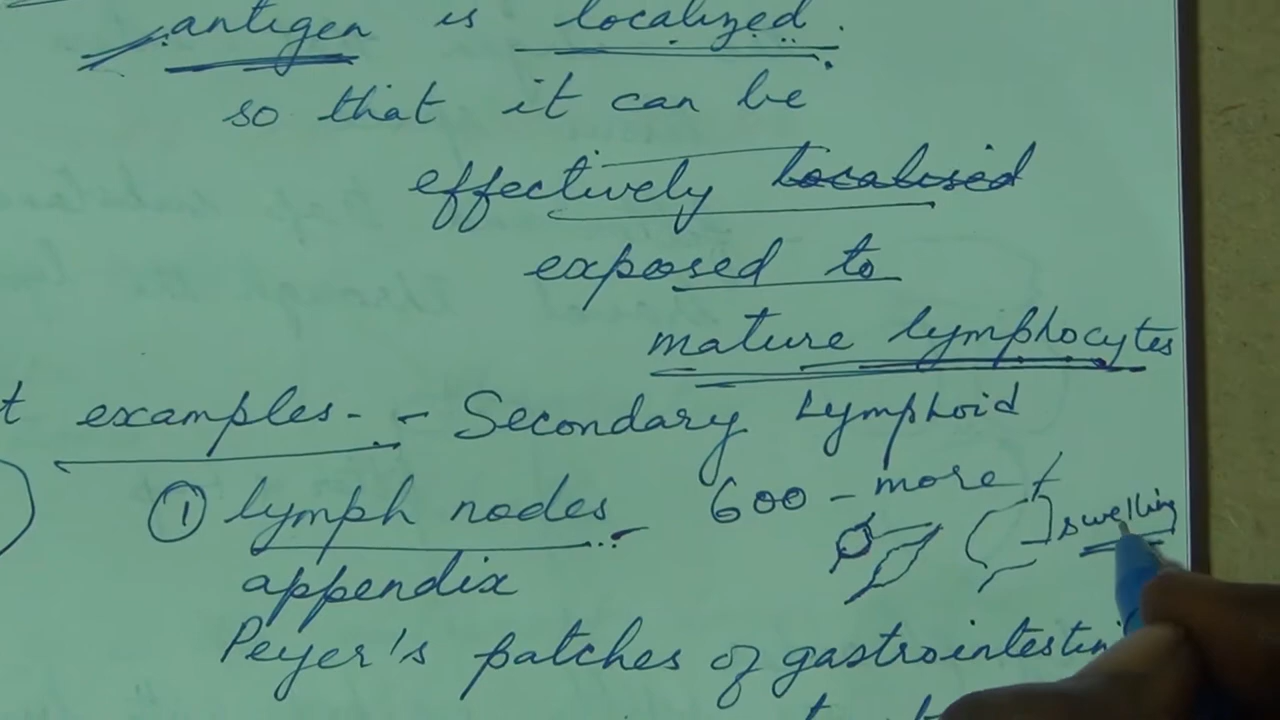 antigen is localized.
so that it can be
effectively localised
exposed to
mature lymphocytes
t examples - - Secondary Lymphoid
① lymph nodes 600 - more
swelling
appendix
Peyer's patches of gastrointestin